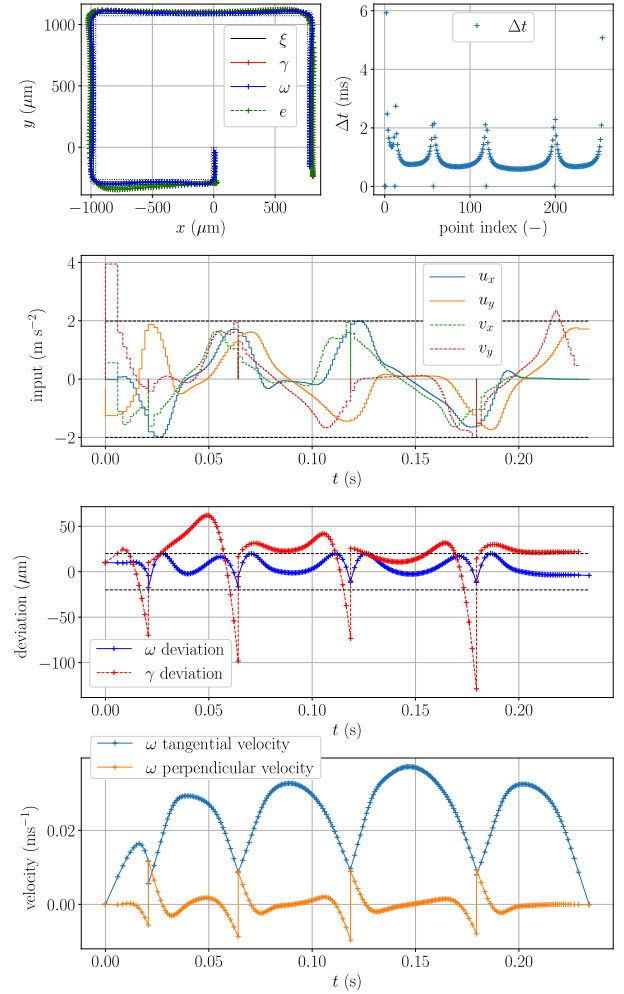 1000
500
0
y (μm)
ξ
γ
ω
e
−1000 −500 0 500
x (μm)
6
4
2
0
Δt (ms)
Δt
0 100 200
point index (−)
4
2
0
−2
input (m s⁻²)
u_x
u_y
v_x
v_y
0.00 0.05 0.10 0.15 0.20
t (s)
50
0
−50
−100
deviation (μm)
ω deviation
γ deviation
0.00 0.05 0.10 0.15 0.20
t (s)
ω tangential velocity
ω perpendicular velocity
0.02
0.00
velocity (ms⁻¹)
0.00 0.05 0.10 0.15 0.20
t (s)